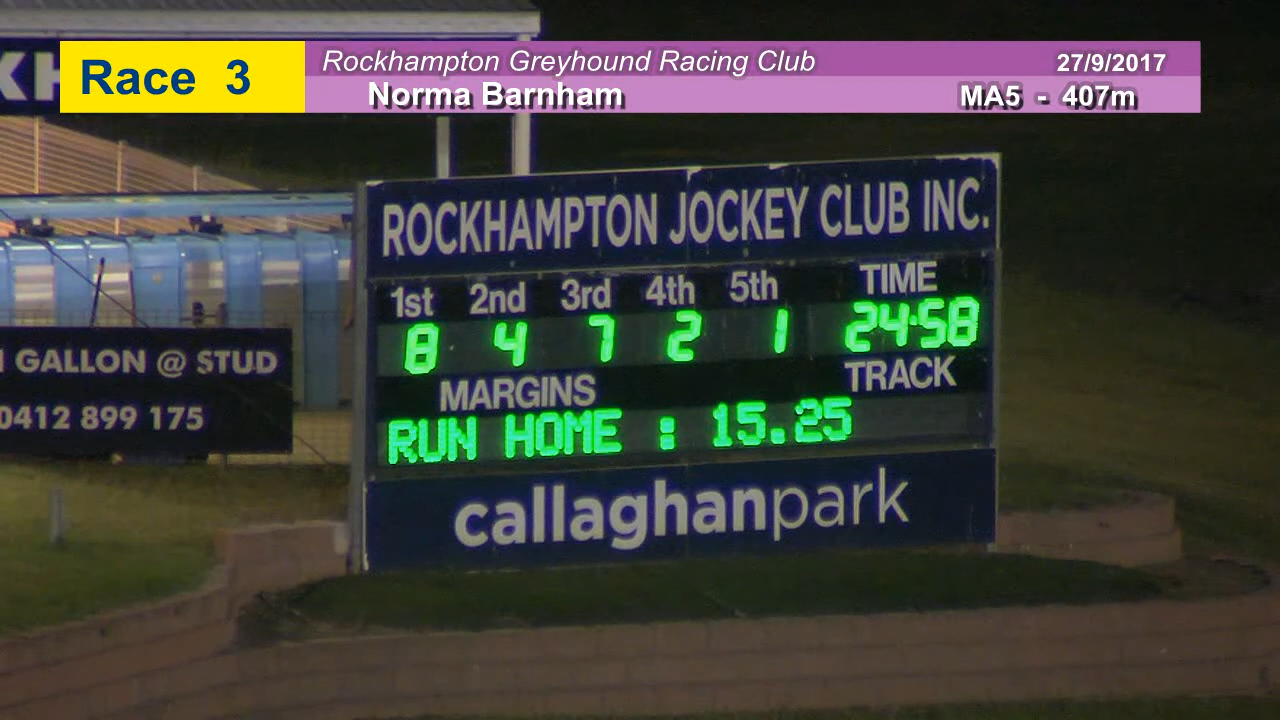 Race 3
Rockhampton Greyhound Racing Club 27/9/2017
Norma Barnham MA5 - 407m
ROCKHAMPTON JOCKEY CLUB INC.
1st 2nd 3rd 4th 5th TIME
8 4 7 2 1 24·58
MARGINS TRACK
RUN HOME : 15.25
callaghanpark
GALLON @ STUD
0412 899 175